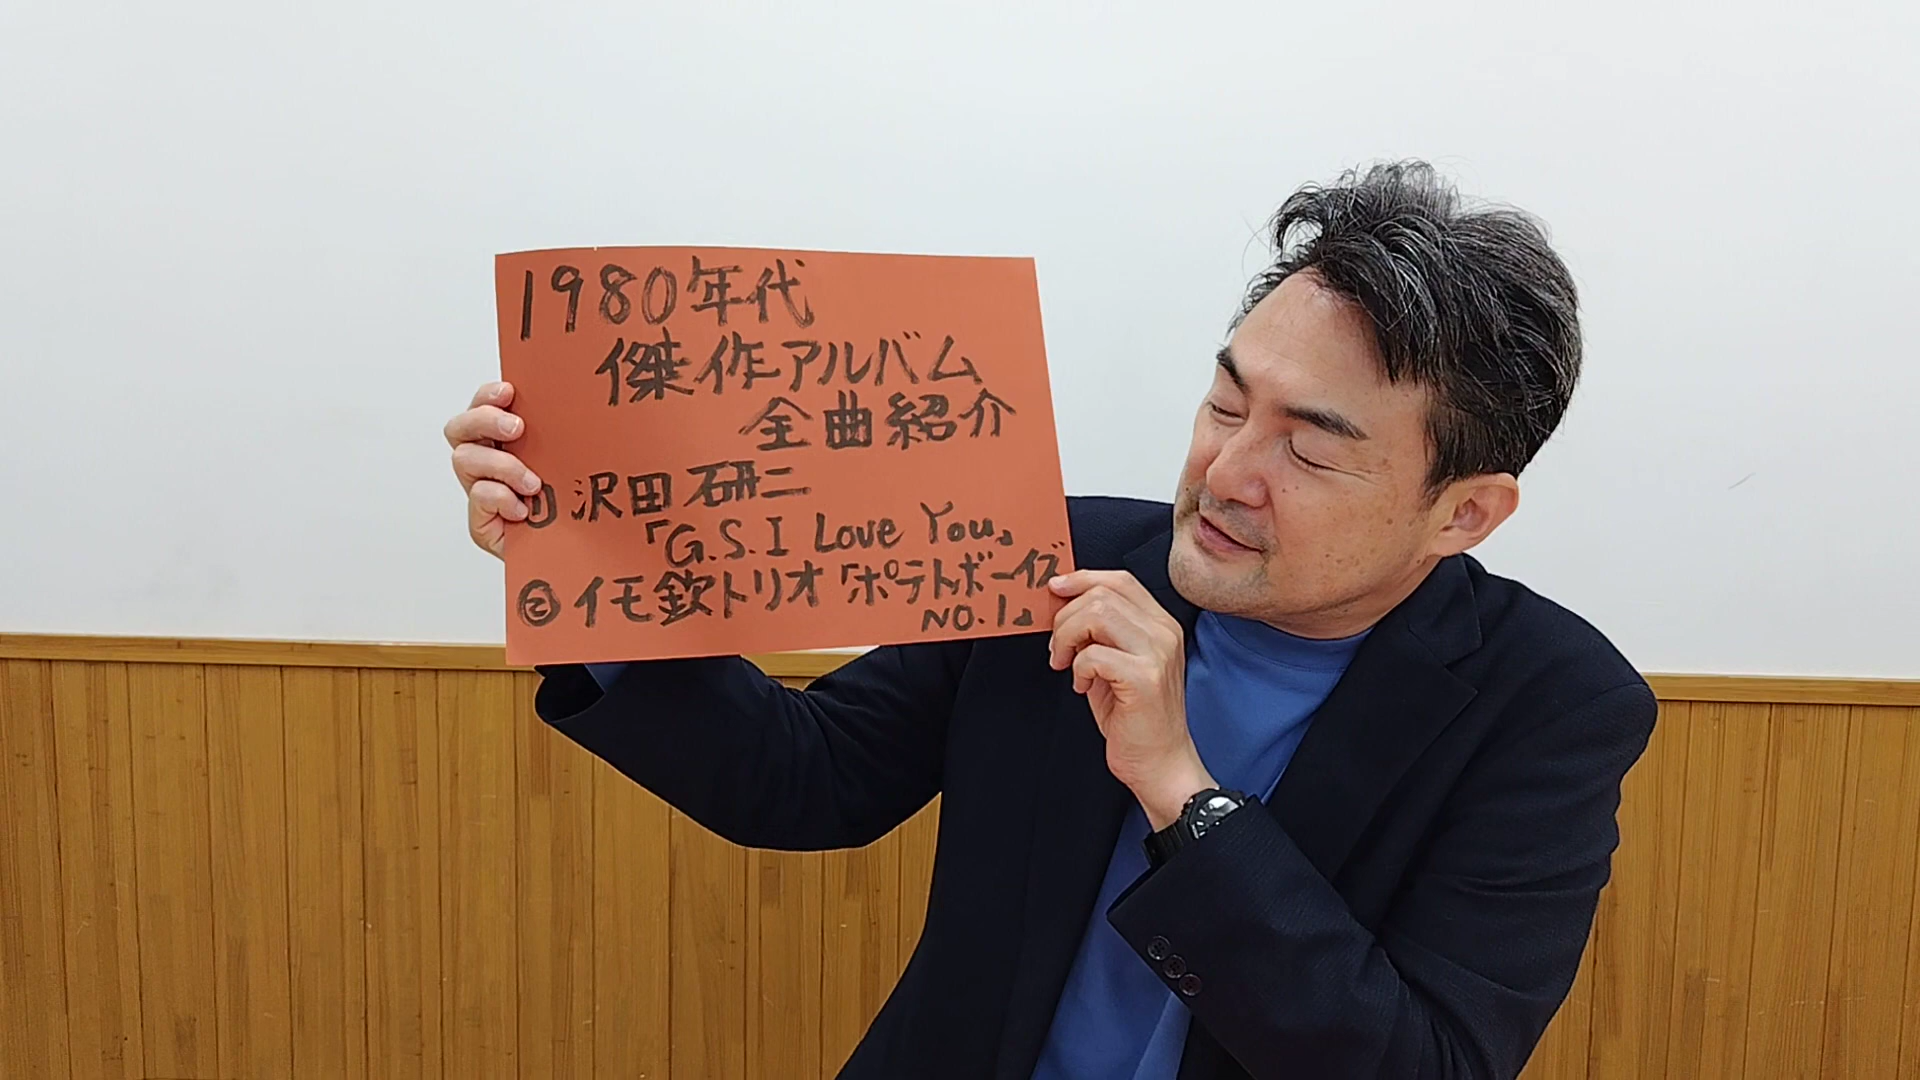 1980年代
傑作アルバム
全曲紹介
① 沢田研二
「G.S.I Love You」
② イモ欽トリオ「ポテトボーイズ
NO.1」